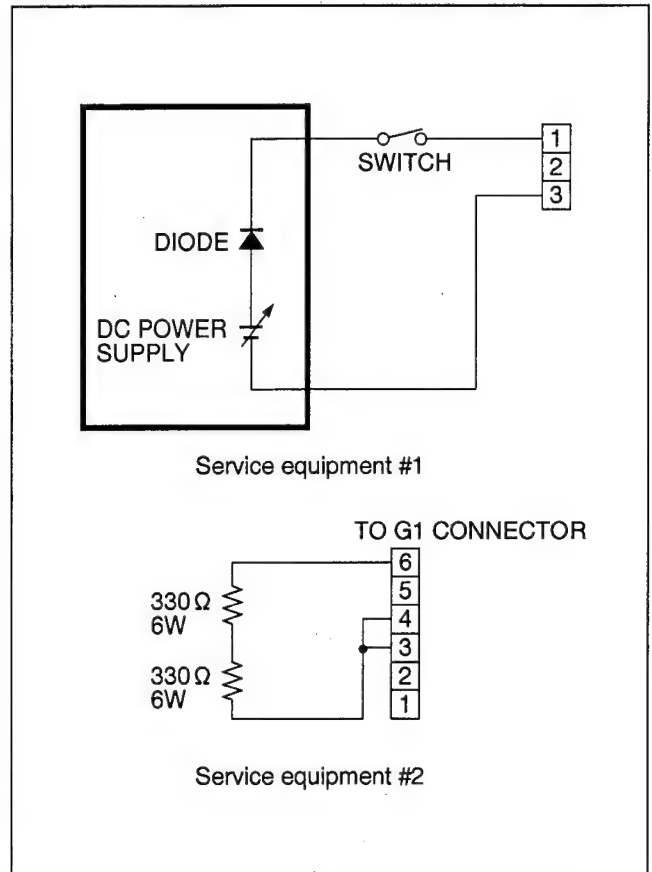 SWITCH
1
2
3
DIODE
DC POWER
SUPPLY
Service equipment #1
TO G1 CONNECTOR
6
5
4
3
2
1
330Ω
6W
330Ω
6W
Service equipment #2